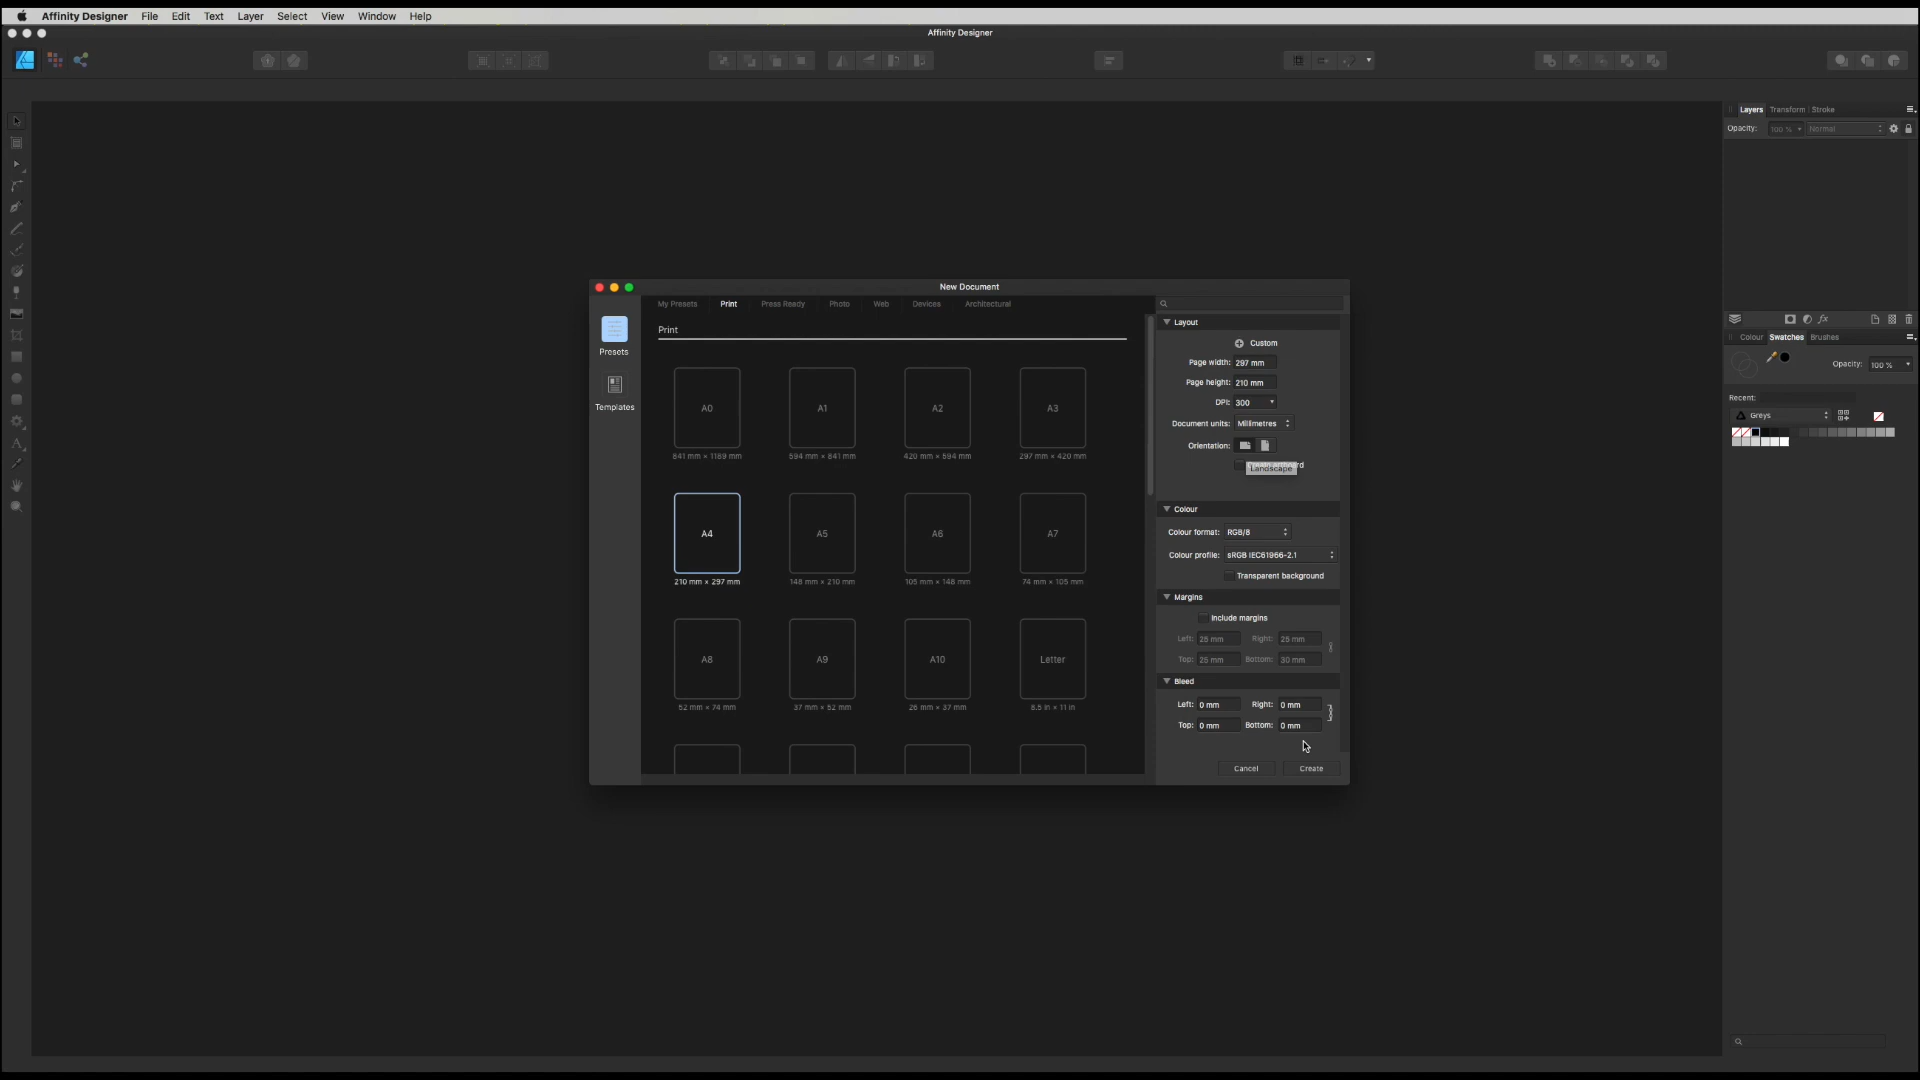 Affinity Designer File Edit Text Layer Select View Window Help
Affinity Designer
Layers Transform Stroke
Opacity: 100 % Normal
New Document
My Presets Print Press Ready Photo Web Devices Architectural
Presets
Templates
Print
A0 A1 A2 A3
841 mm × 1189 mm 594 mm × 841 mm 420 mm × 594 mm 297 mm × 420 mm
A4 A5 A6 A7
210 mm × 297 mm 148 mm × 210 mm 105 mm × 148 mm 74 mm × 105 mm
A8 A9 A10 Letter
52 mm × 74 mm 37 mm × 52 mm 26 mm × 37 mm 8.5 in × 11 in
Layout
Custom
Page width: 297 mm
Page height: 210 mm
DPI: 300
Document units: Millimetres
Orientation:
Landscape
Colour
Colour format: RGB/8
Colour profile: sRGB IEC61966-2.1
Transparent background
Margins
Include margins
Left: 25 mm Right: 25 mm
Top: 25 mm Bottom: 30 mm
Bleed
Left: 0 mm Right: 0 mm
Top: 0 mm Bottom: 0 mm
Cancel Create
fx
Colour Swatches Brushes
Opacity: 100 %
Recent:
Greys